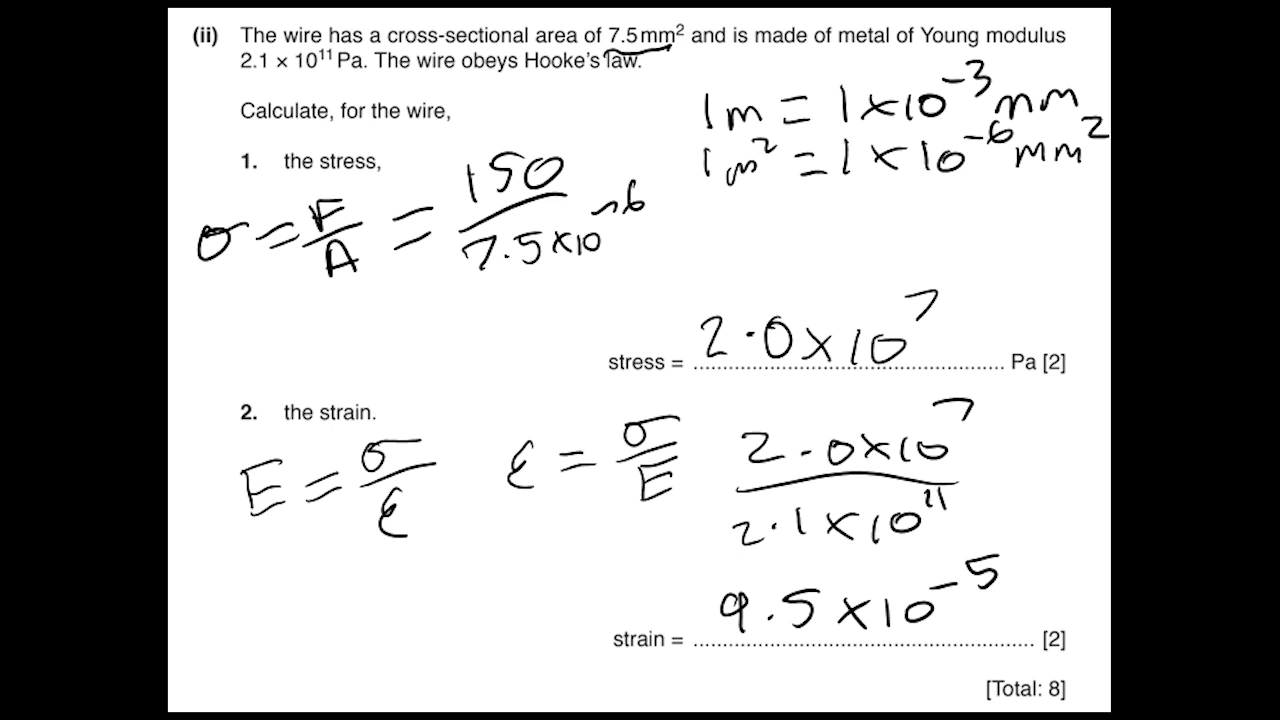 (ii) The wire has a cross-sectional area of 7.5 mm² and is made of metal of Young modulus
2.1 × 10¹¹ Pa. The wire obeys Hooke's law.
1m = 1 × 10⁻³ mm
1m² = 1 × 10⁻⁶ mm²
Calculate, for the wire,
1. the stress,
σ = F/A = 150/7.5×10⁻⁶
stress = 2.0 × 10⁷ Pa [2]
2. the strain.
E = σ/ε ε = σ/E 2.0×10⁷/2.1×10¹¹
strain = 9.5 × 10⁻⁵ [2]
[Total: 8]